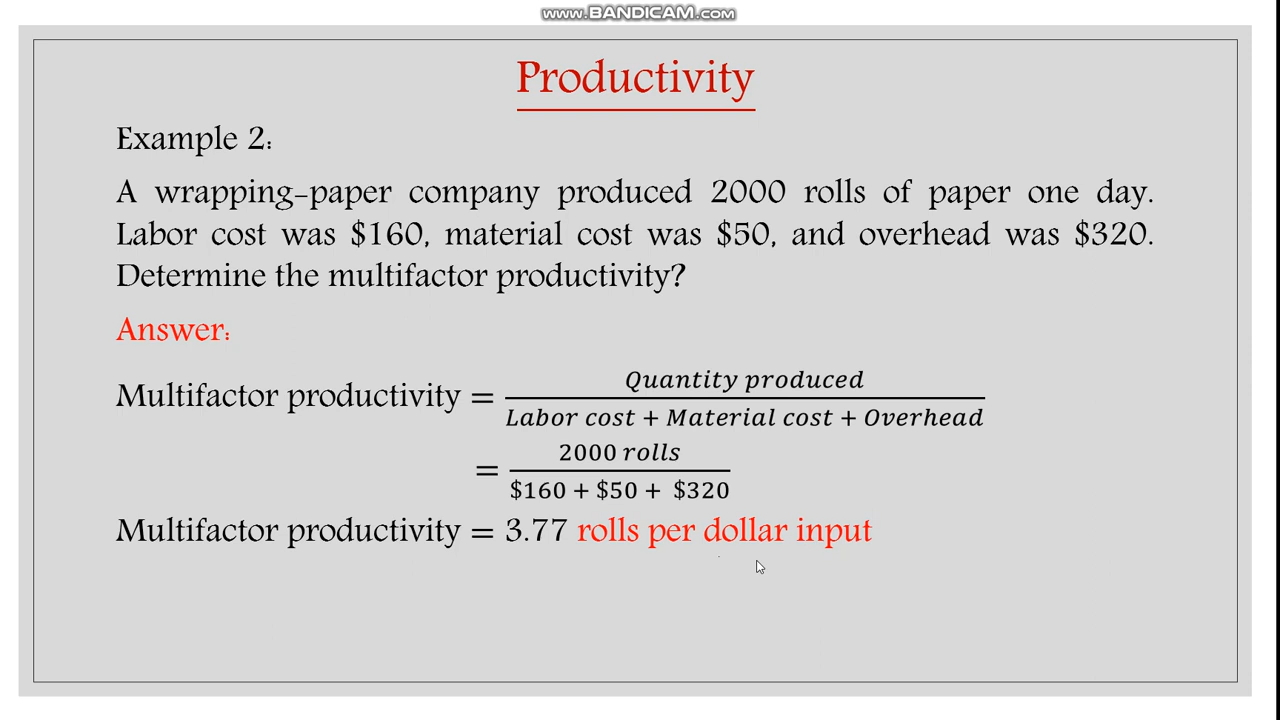 www.BANDICAM.com
Productivity
Example 2:
A wrapping-paper company produced 2000 rolls of paper one day.
Labor cost was $160, material cost was $50, and overhead was $320.
Determine the multifactor productivity?
Answer:
Multifactor productivity = Quantity produced / Labor cost + Material cost + Overhead
= 2000 rolls / $160 + $50 + $320
Multifactor productivity = 3.77 rolls per dollar input